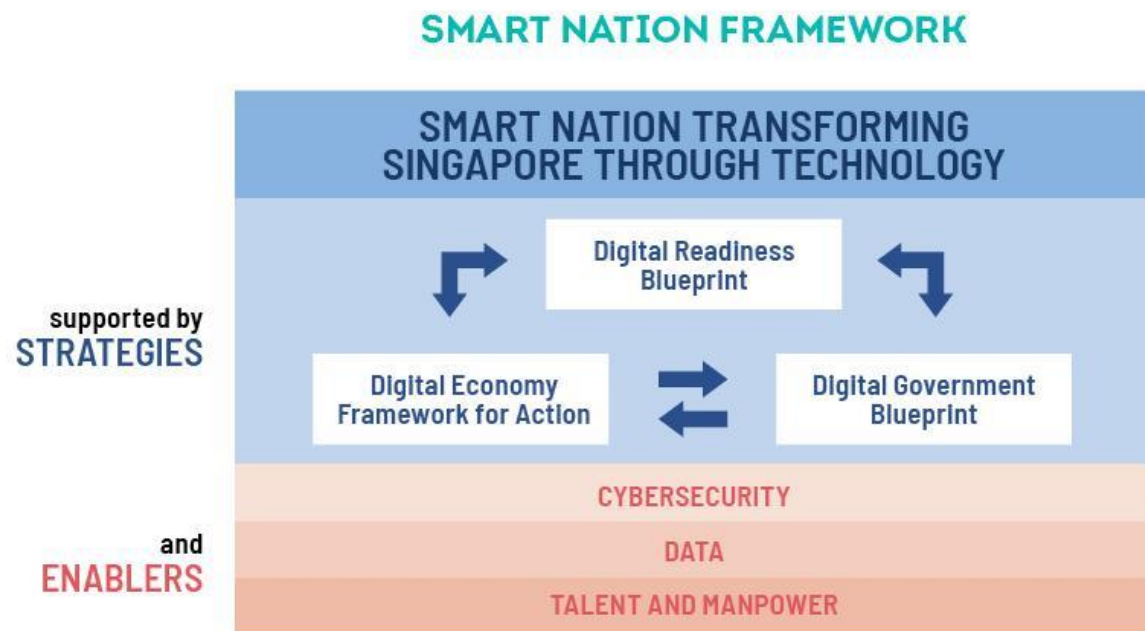 SMART NATION FRAMEWORK
SMART NATION TRANSFORMING
SINGAPORE THROUGH TECHNOLOGY
supported by
STRATEGIES
Digital Readiness
Blueprint
Digital Economy
Framework for Action
Digital Government
Blueprint
and
ENABLERS
CYBERSECURITY
DATA
TALENT AND MANPOWER